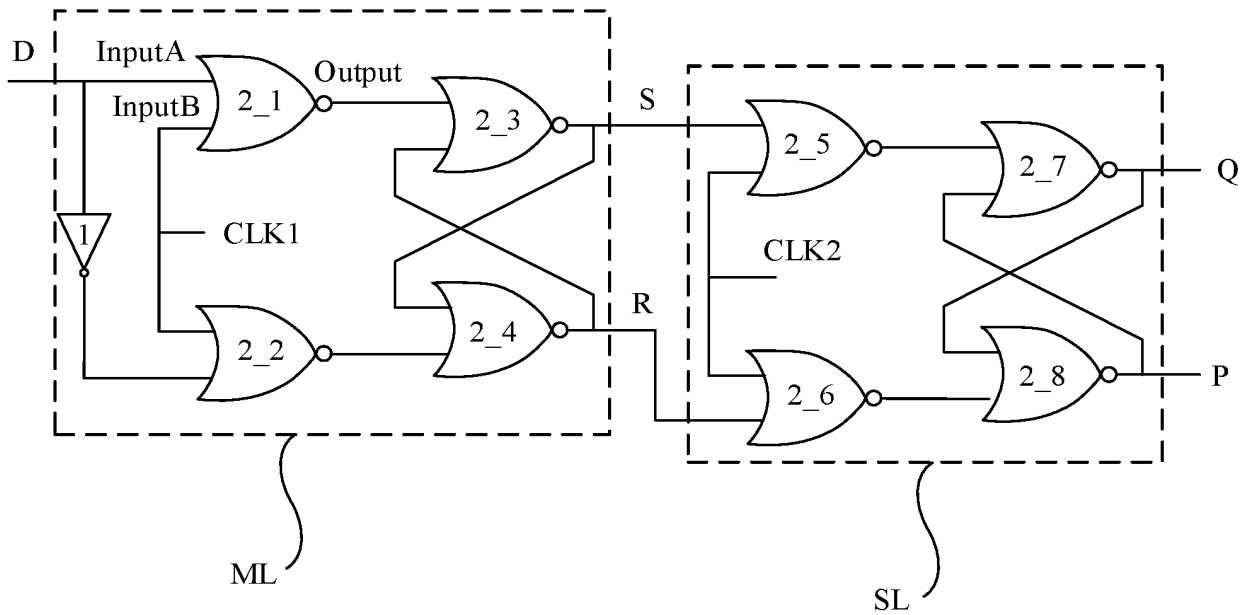 D
InputA
Output
InputB
2_1
2_3
S
2_5
2_7
Q
1
CLK1
CLK2
R
2_2
2_4
2_6
2_8
P
ML
SL